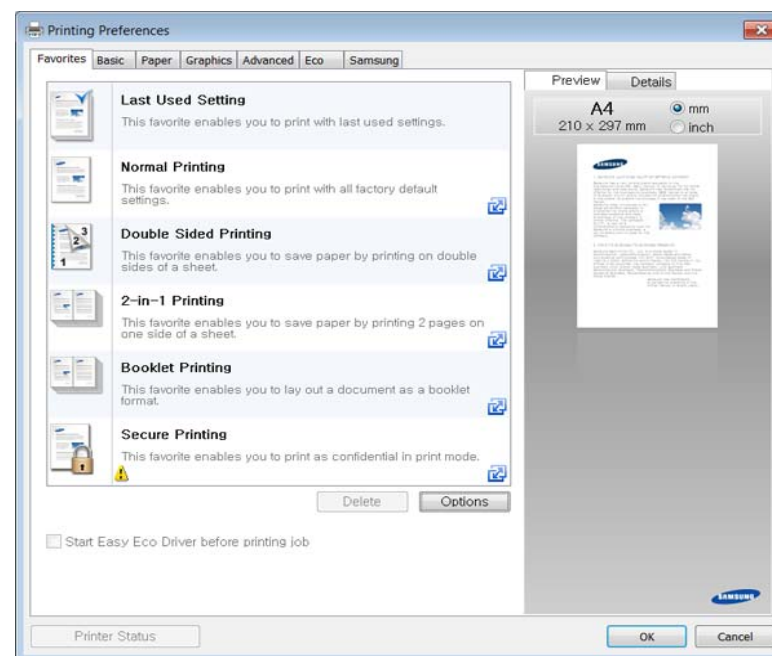 Printing Preferences
Favorites Basic Paper Graphics Advanced Eco Samsung
Last Used Setting
This favorite enables you to print with last used settings.
Normal Printing
This favorite enables you to print with all factory default
settings.
Double Sided Printing
This favorite enables you to save paper by printing on double
sides of a sheet.
2-in-1 Printing
This favorite enables you to save paper by printing 2 pages on
one side of a sheet.
Booklet Printing
This favorite enables you to lay out a document as a booklet
format.
Secure Printing
This favorite enables you to print as confidential in print mode.
Delete Options
Start Easy Eco Driver before printing job
Preview Details
A4
210 × 297 mm
mm
inch
SAMSUNG
SAMSUNG
Printer Status
OK Cancel